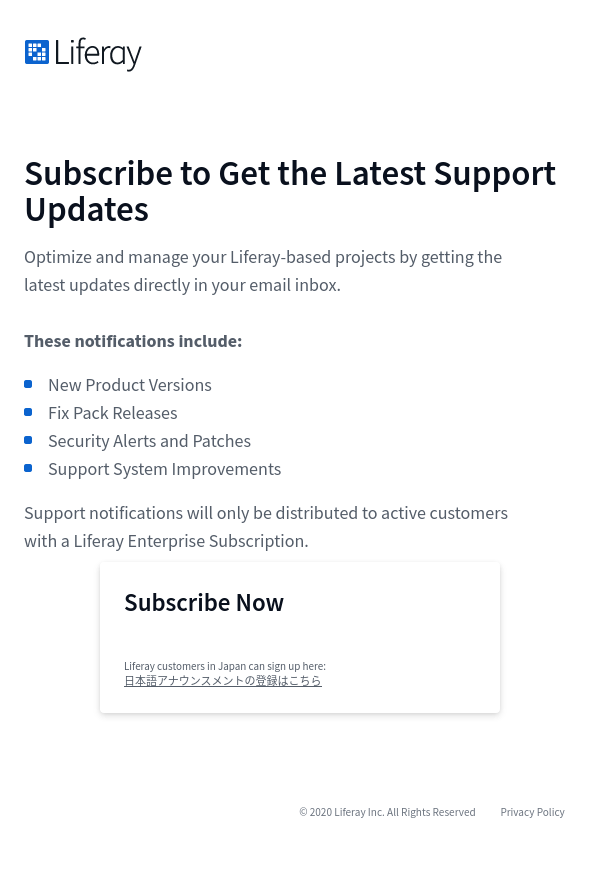 Liferay
Subscribe to Get the Latest Support
Updates
Optimize and manage your Liferay-based projects by getting the
latest updates directly in your email inbox.
These notifications include:
New Product Versions
Fix Pack Releases
Security Alerts and Patches
Support System Improvements
Support notifications will only be distributed to active customers
with a Liferay Enterprise Subscription.
Subscribe Now
Liferay customers in Japan can sign up here:
日本語アナウンスメントの登録はこちら
© 2020 Liferay Inc. All Rights Reserved Privacy Policy